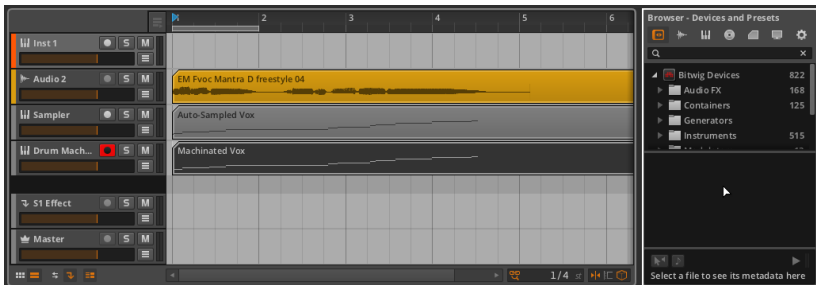 1 2 3 4 5 6
Inst 1 S M
Audio 2 S M
EM Fvoc Mantra D freestyle 04
Sampler S M
Auto-Sampled Vox
Drum Mach... S M
Machinated Vox
S1 Effect S M
Master S M
1/4 st
Browser - Devices and Presets
Bitwig Devices 822
Audio FX 168
Containers 125
Generators
Instruments 515
Select a file to see its metadata here